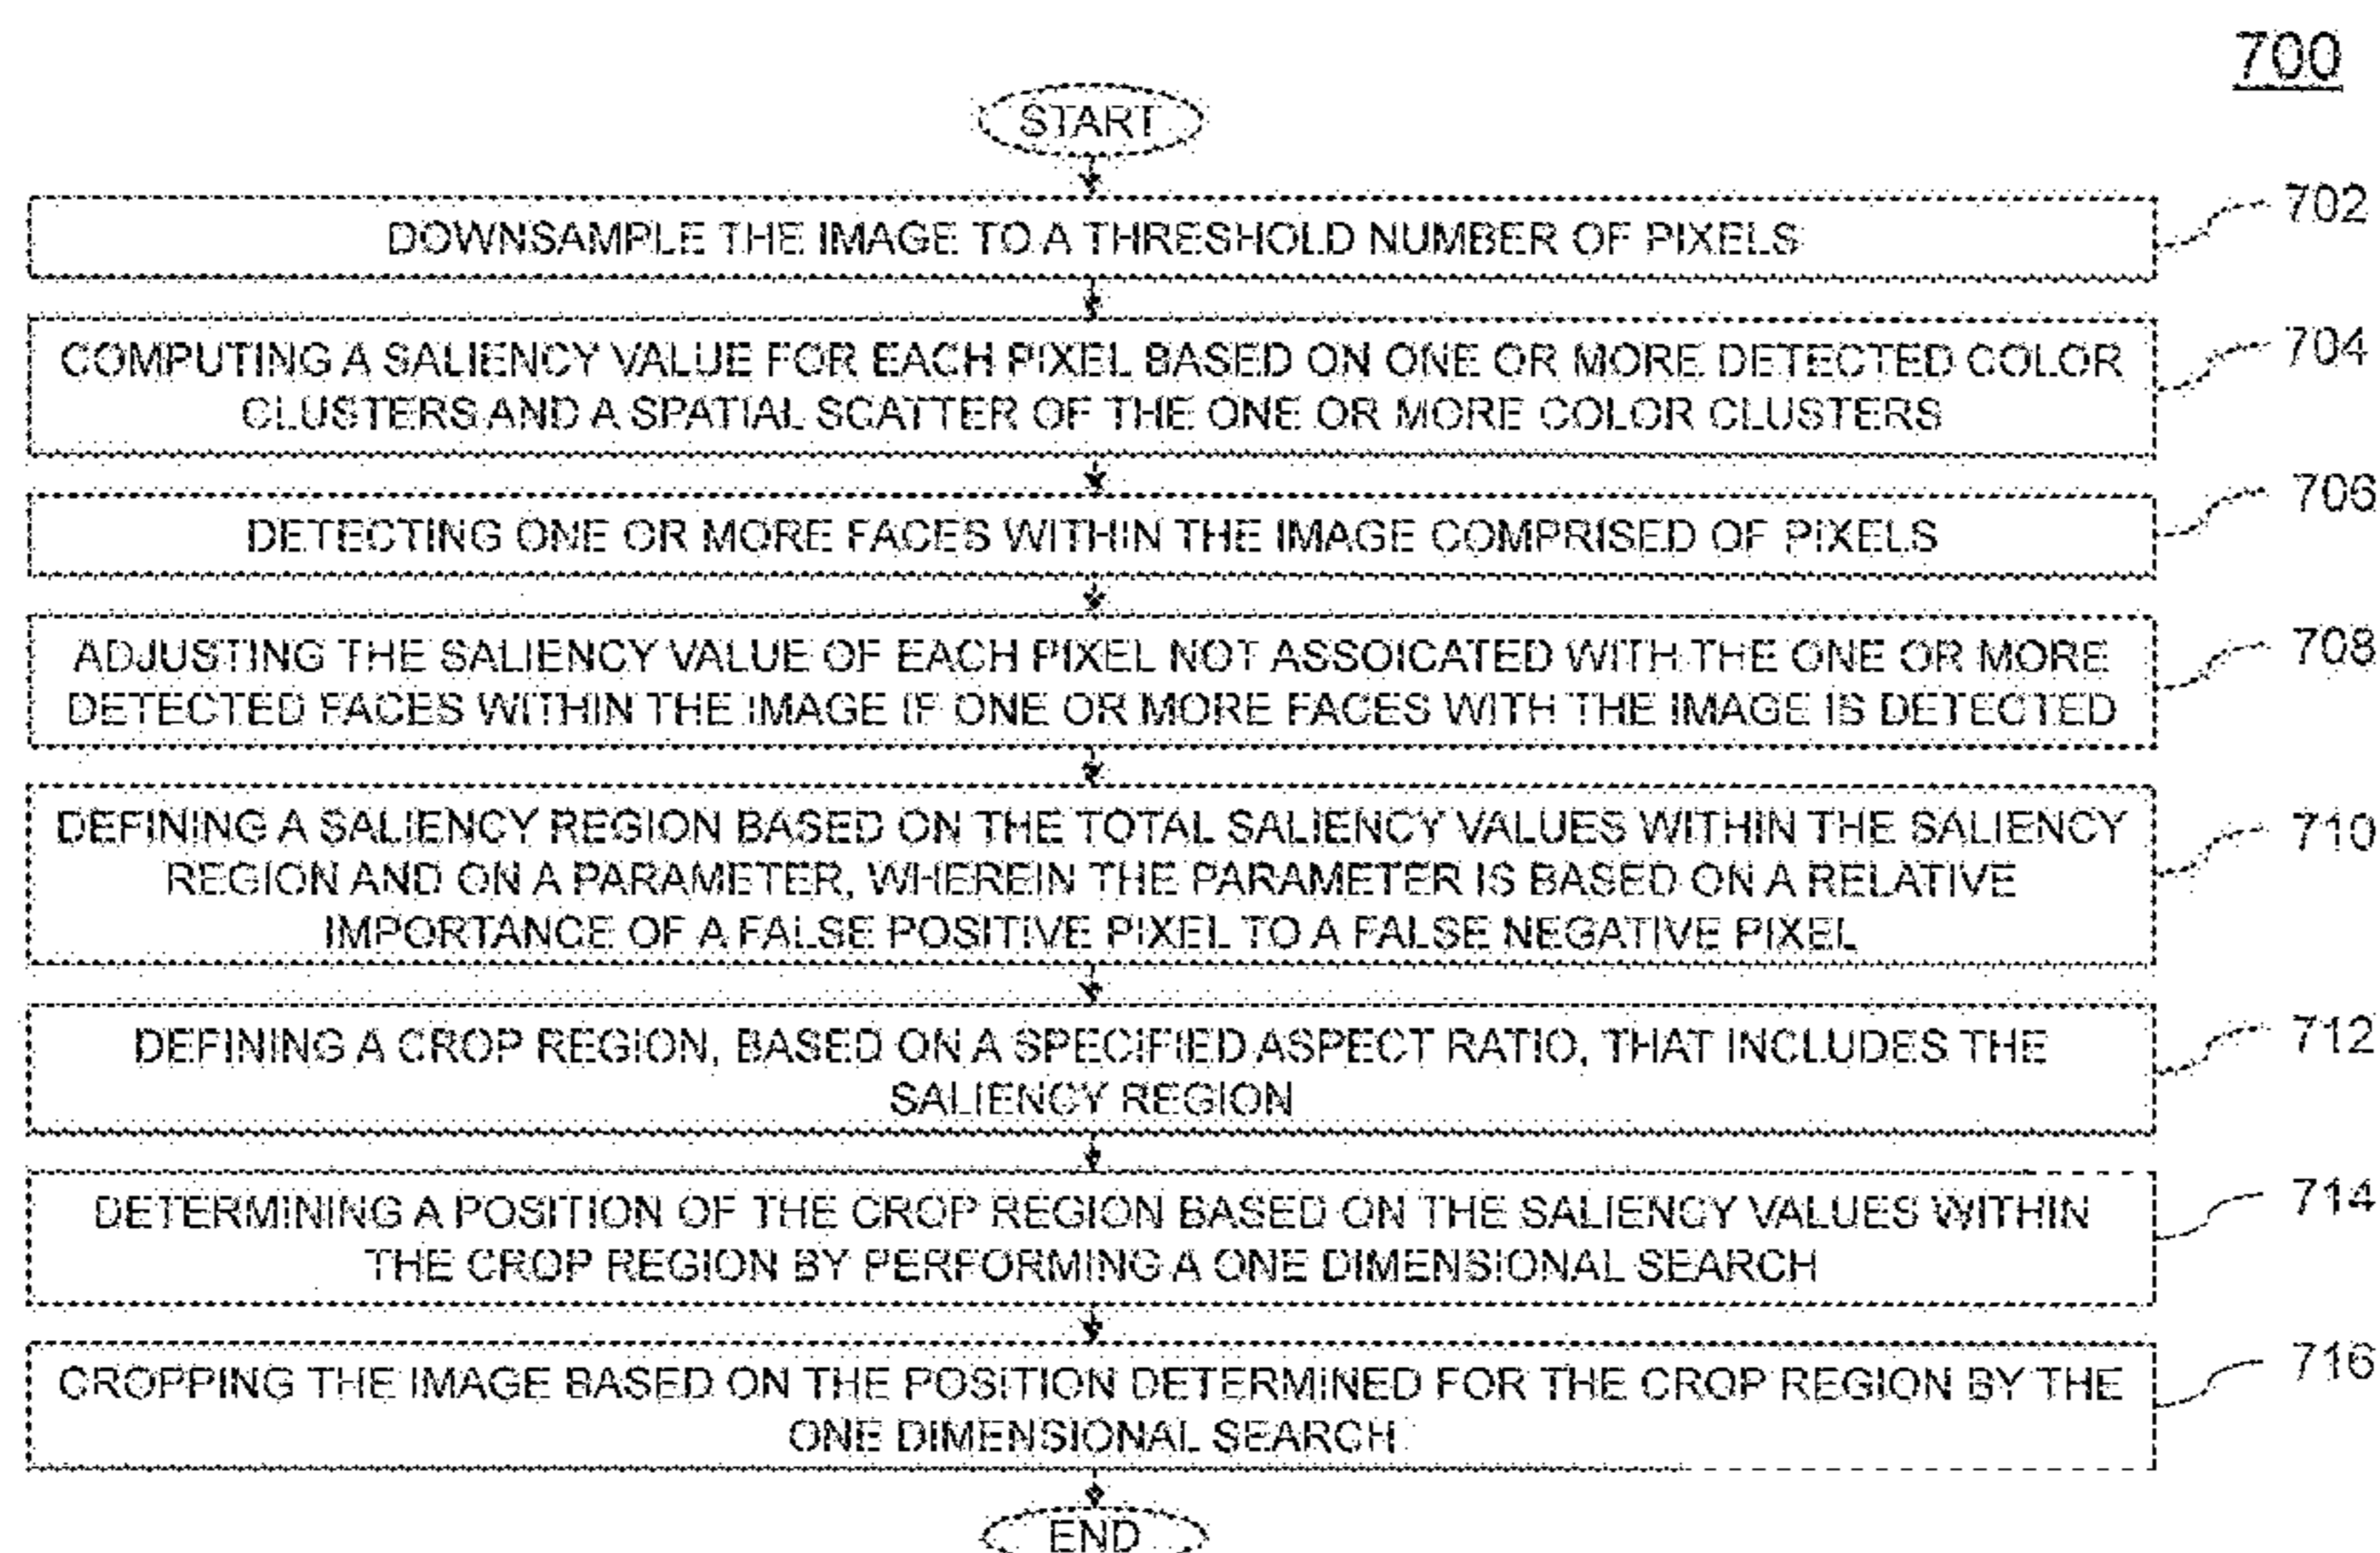 700
START
DOWNSAMPLE THE IMAGE TO A THRESHOLD NUMBER OF PIXELS
702
COMPUTING A SALIENCY VALUE FOR EACH PIXEL BASED ON ONE OR MORE DETECTED COLOR
CLUSTERS AND A SPATIAL SCATTER OF THE ONE OR MORE COLOR CLUSTERS
704
DETECTING ONE OR MORE FACES WITHIN THE IMAGE COMPRISED OF PIXELS
706
ADJUSTING THE SALIENCY VALUE OF EACH PIXEL NOT ASSOICATED WITH THE ONE OR MORE
DETECTED FACES WITHIN THE IMAGE IF ONE OR MORE FACES WITH THE IMAGE IS DETECTED
708
DEFINING A SALIENCY REGION BASED ON THE TOTAL SALIENCY VALUES WITHIN THE SALIENCY
REGION AND ON A PARAMETER, WHEREIN THE PARAMETER IS BASED ON A RELATIVE
IMPORTANCE OF A FALSE POSITIVE PIXEL TO A FALSE NEGATIVE PIXEL
710
DEFINING A CROP REGION, BASED ON A SPECIFIED ASPECT RATIO, THAT INCLUDES THE
SALIENCY REGION
712
DETERMINING A POSITION OF THE CROP REGION BASED ON THE SALIENCY VALUES WITHIN
THE CROP REGION BY PERFORMING A ONE DIMENSIONAL SEARCH
714
CROPPING THE IMAGE BASED ON THE POSITION DETERMINED FOR THE CROP REGION BY THE
ONE DIMENSIONAL SEARCH
716
END